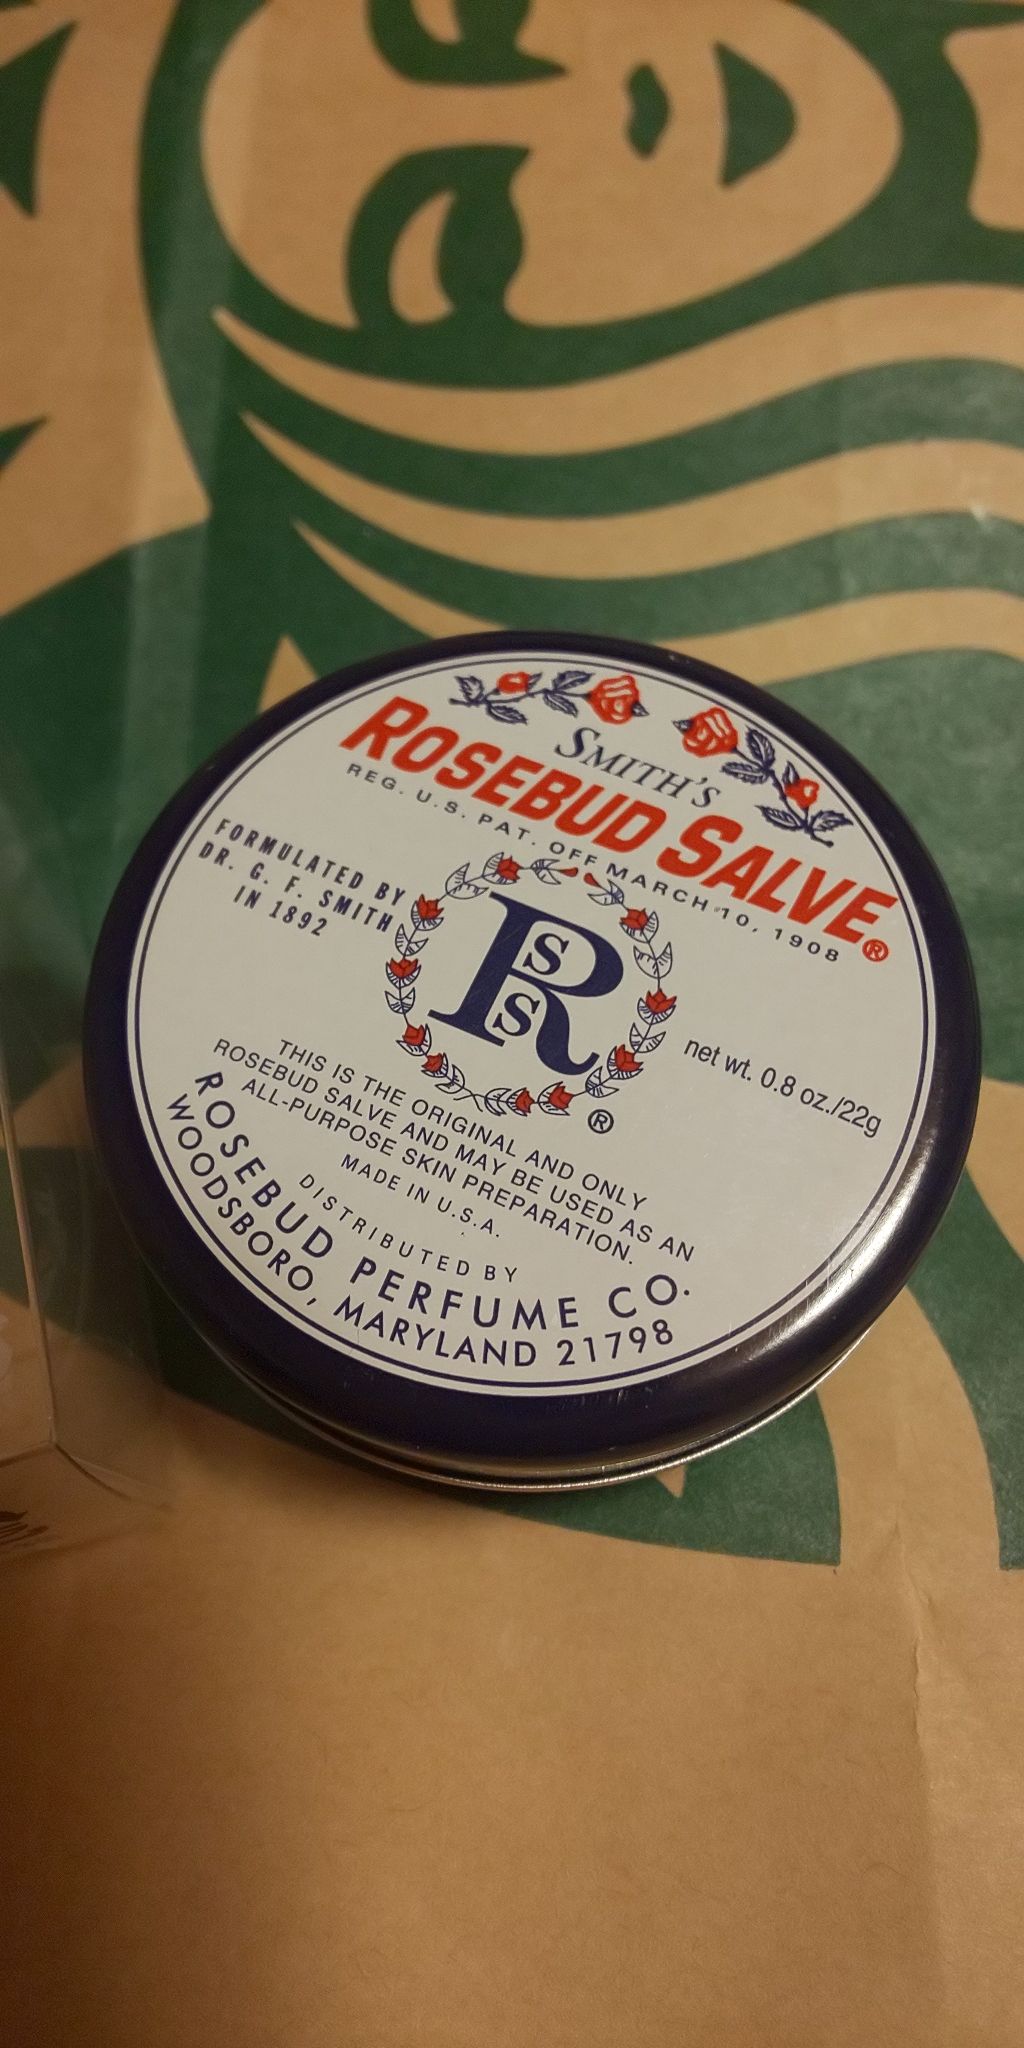 SMITH'S
ROSEBUD SALVE®
REG. U.S. PAT. OFF MARCH 10, 1908
FORMULATED BY
DR. G. F. SMITH
IN 1892
RSS
®
net wt. 0.8 oz./22g
THIS IS THE ORIGINAL AND ONLY
ROSEBUD SALVE AND MAY BE USED AS AN
ALL-PURPOSE SKIN PREPARATION.
MADE IN U.S.A.
DISTRIBUTED BY
ROSEBUD PERFUME CO.
WOODSBORO, MARYLAND 21798